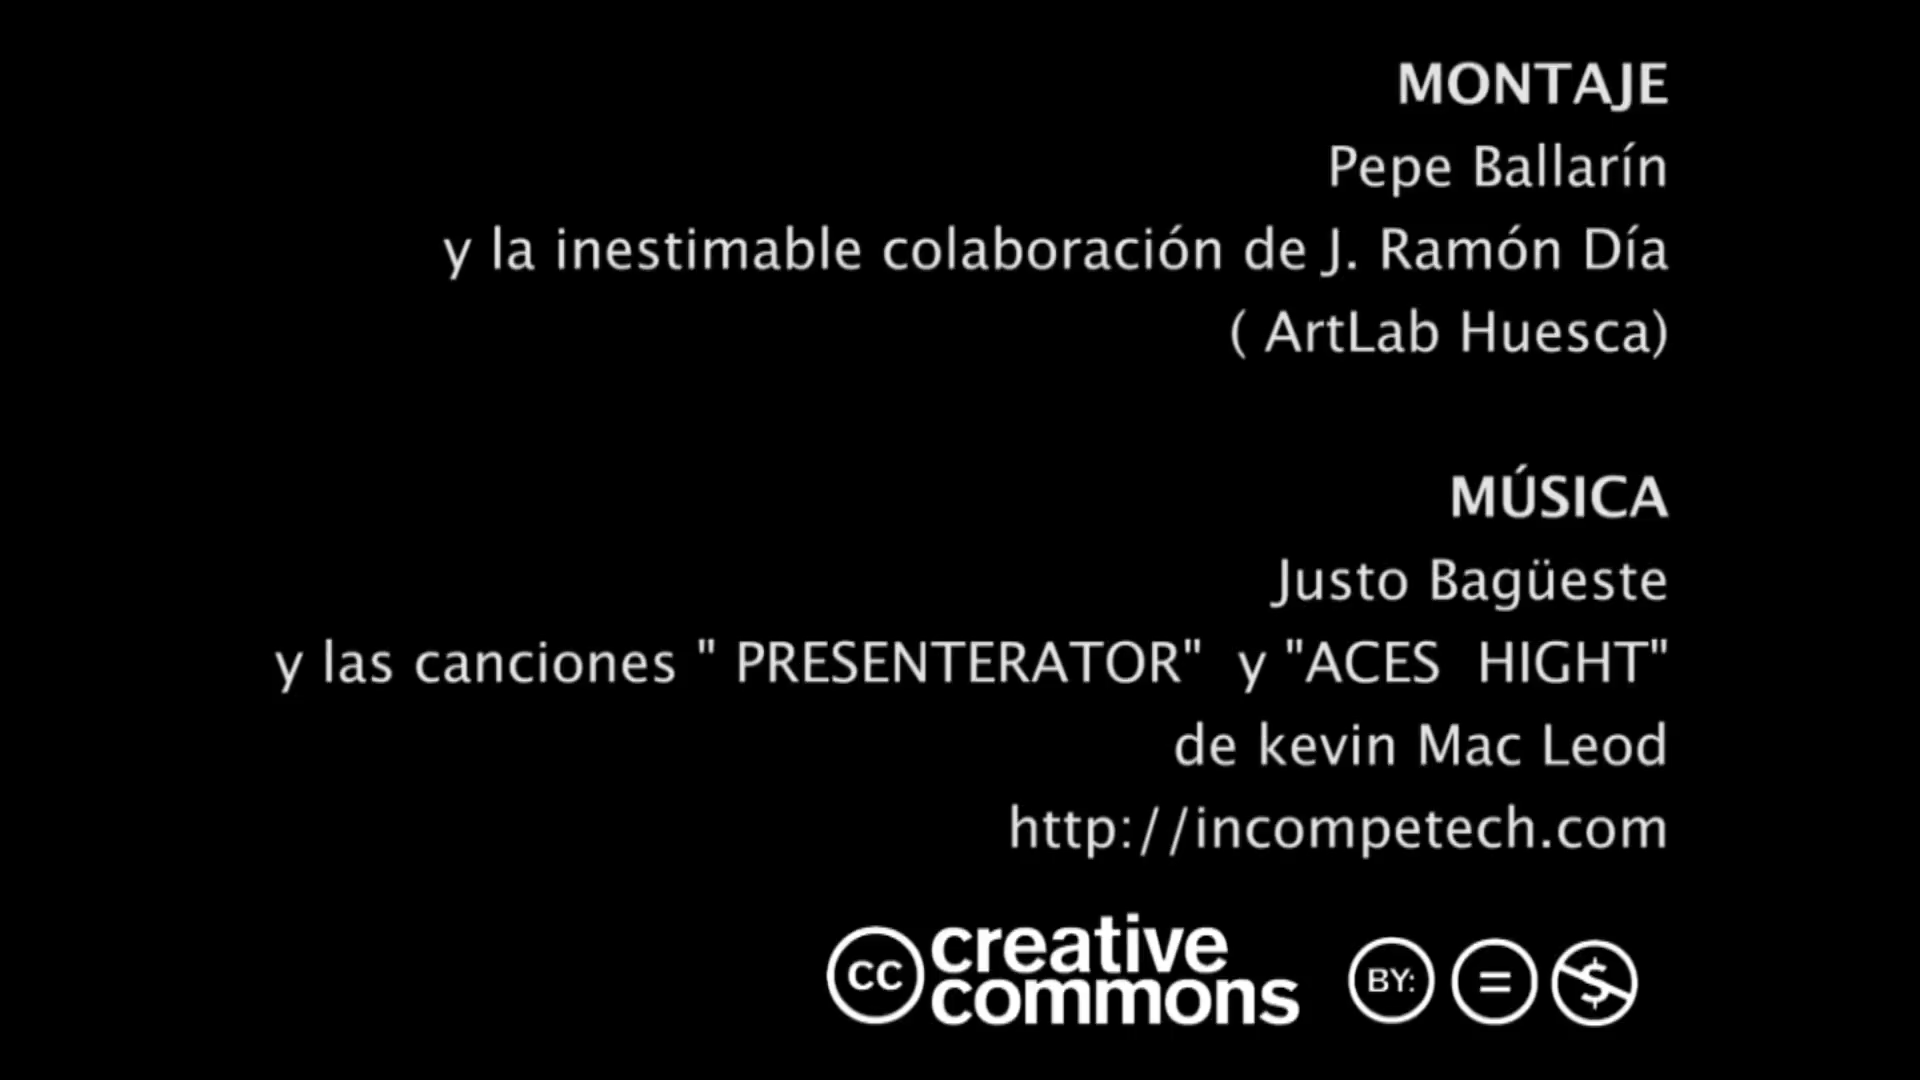 MONTAJE
Pepe Ballarín
y la inestimable colaboración de J. Ramón Día
( ArtLab Huesca)
MÚSICA
Justo Bagüeste
y las canciones " PRESENTERATOR"  y "ACES  HIGHT"
de kevin Mac Leod
http://incompetech.com
cc creative commons BY: = $